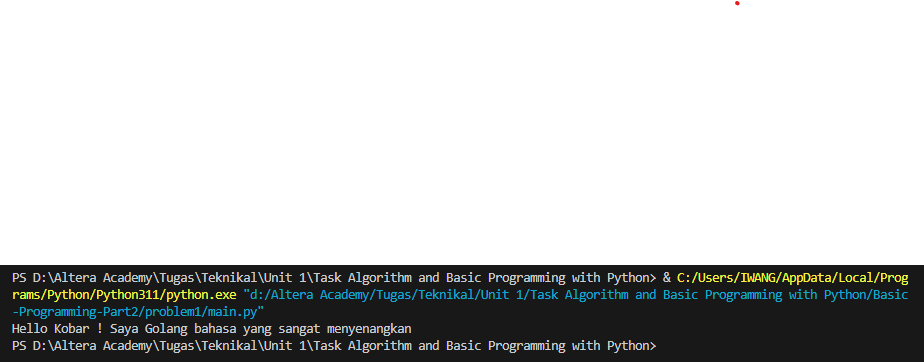 PS D:\Altera Academy\Tugas\Teknikal\Unit 1\Task Algorithm and Basic Programming with Python> & C:/Users/IWANG/AppData/Local/Prog
rams/Python/Python311/python.exe "d:/Altera Academy/Tugas/Teknikal/Unit 1/Task Algorithm and Basic Programming with Python/Basic
-Programming-Part2/problem1/main.py"
Hello Kobar ! Saya Golang bahasa yang sangat menyenangkan
PS D:\Altera Academy\Tugas\Teknikal\Unit 1\Task Algorithm and Basic Programming with Python>